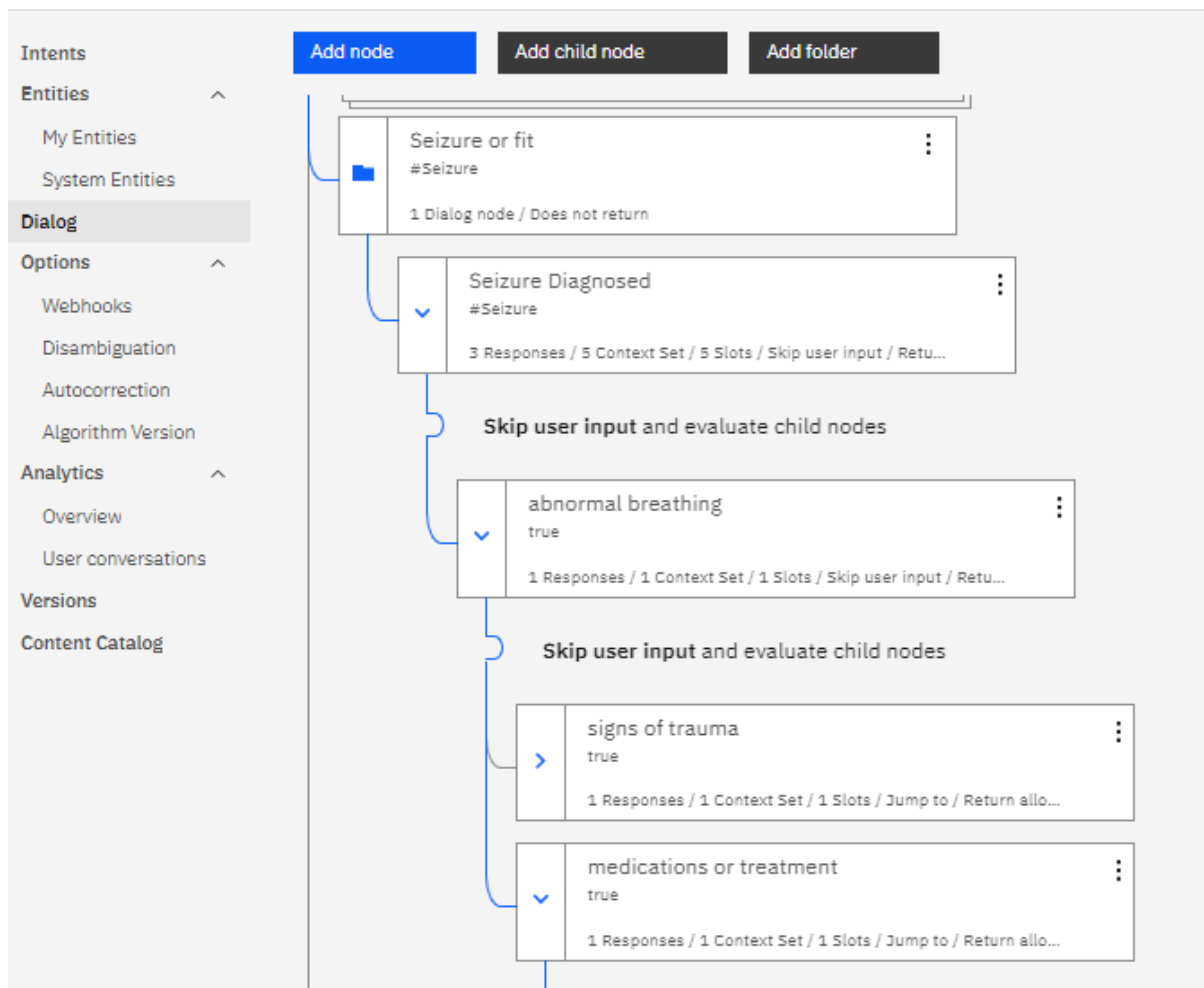 Intents
Entities
My Entities
System Entities
Dialog
Options
Webhooks
Disambiguation
Autocorrection
Algorithm Version
Analytics
Overview
User conversations
Versions
Content Catalog
Add node
Add child node
Add folder
Seizure or fit
#Seizure
1 Dialog node / Does not return
Seizure Diagnosed
#Seizure
3 Responses / 5 Context Set / 5 Slots / Skip user input / Retu...
Skip user input and evaluate child nodes
abnormal breathing
true
1 Responses / 1 Context Set / 1 Slots / Skip user input / Retu...
Skip user input and evaluate child nodes
signs of trauma
true
1 Responses / 1 Context Set / 1 Slots / Jump to / Return allo...
medications or treatment
true
1 Responses / 1 Context Set / 1 Slots / Jump to / Return allo...